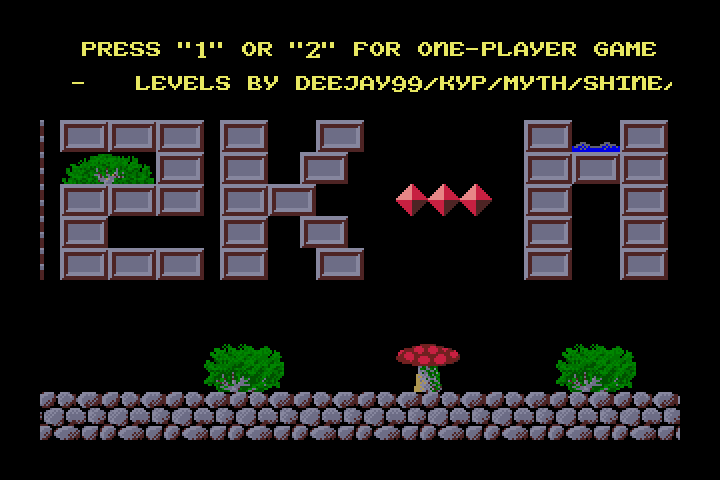 PRESS "1" OR "2" FOR ONE-PLAYER GAME
- LEVELS BY DEEJAY99/KYP/MYTH/SHINE/